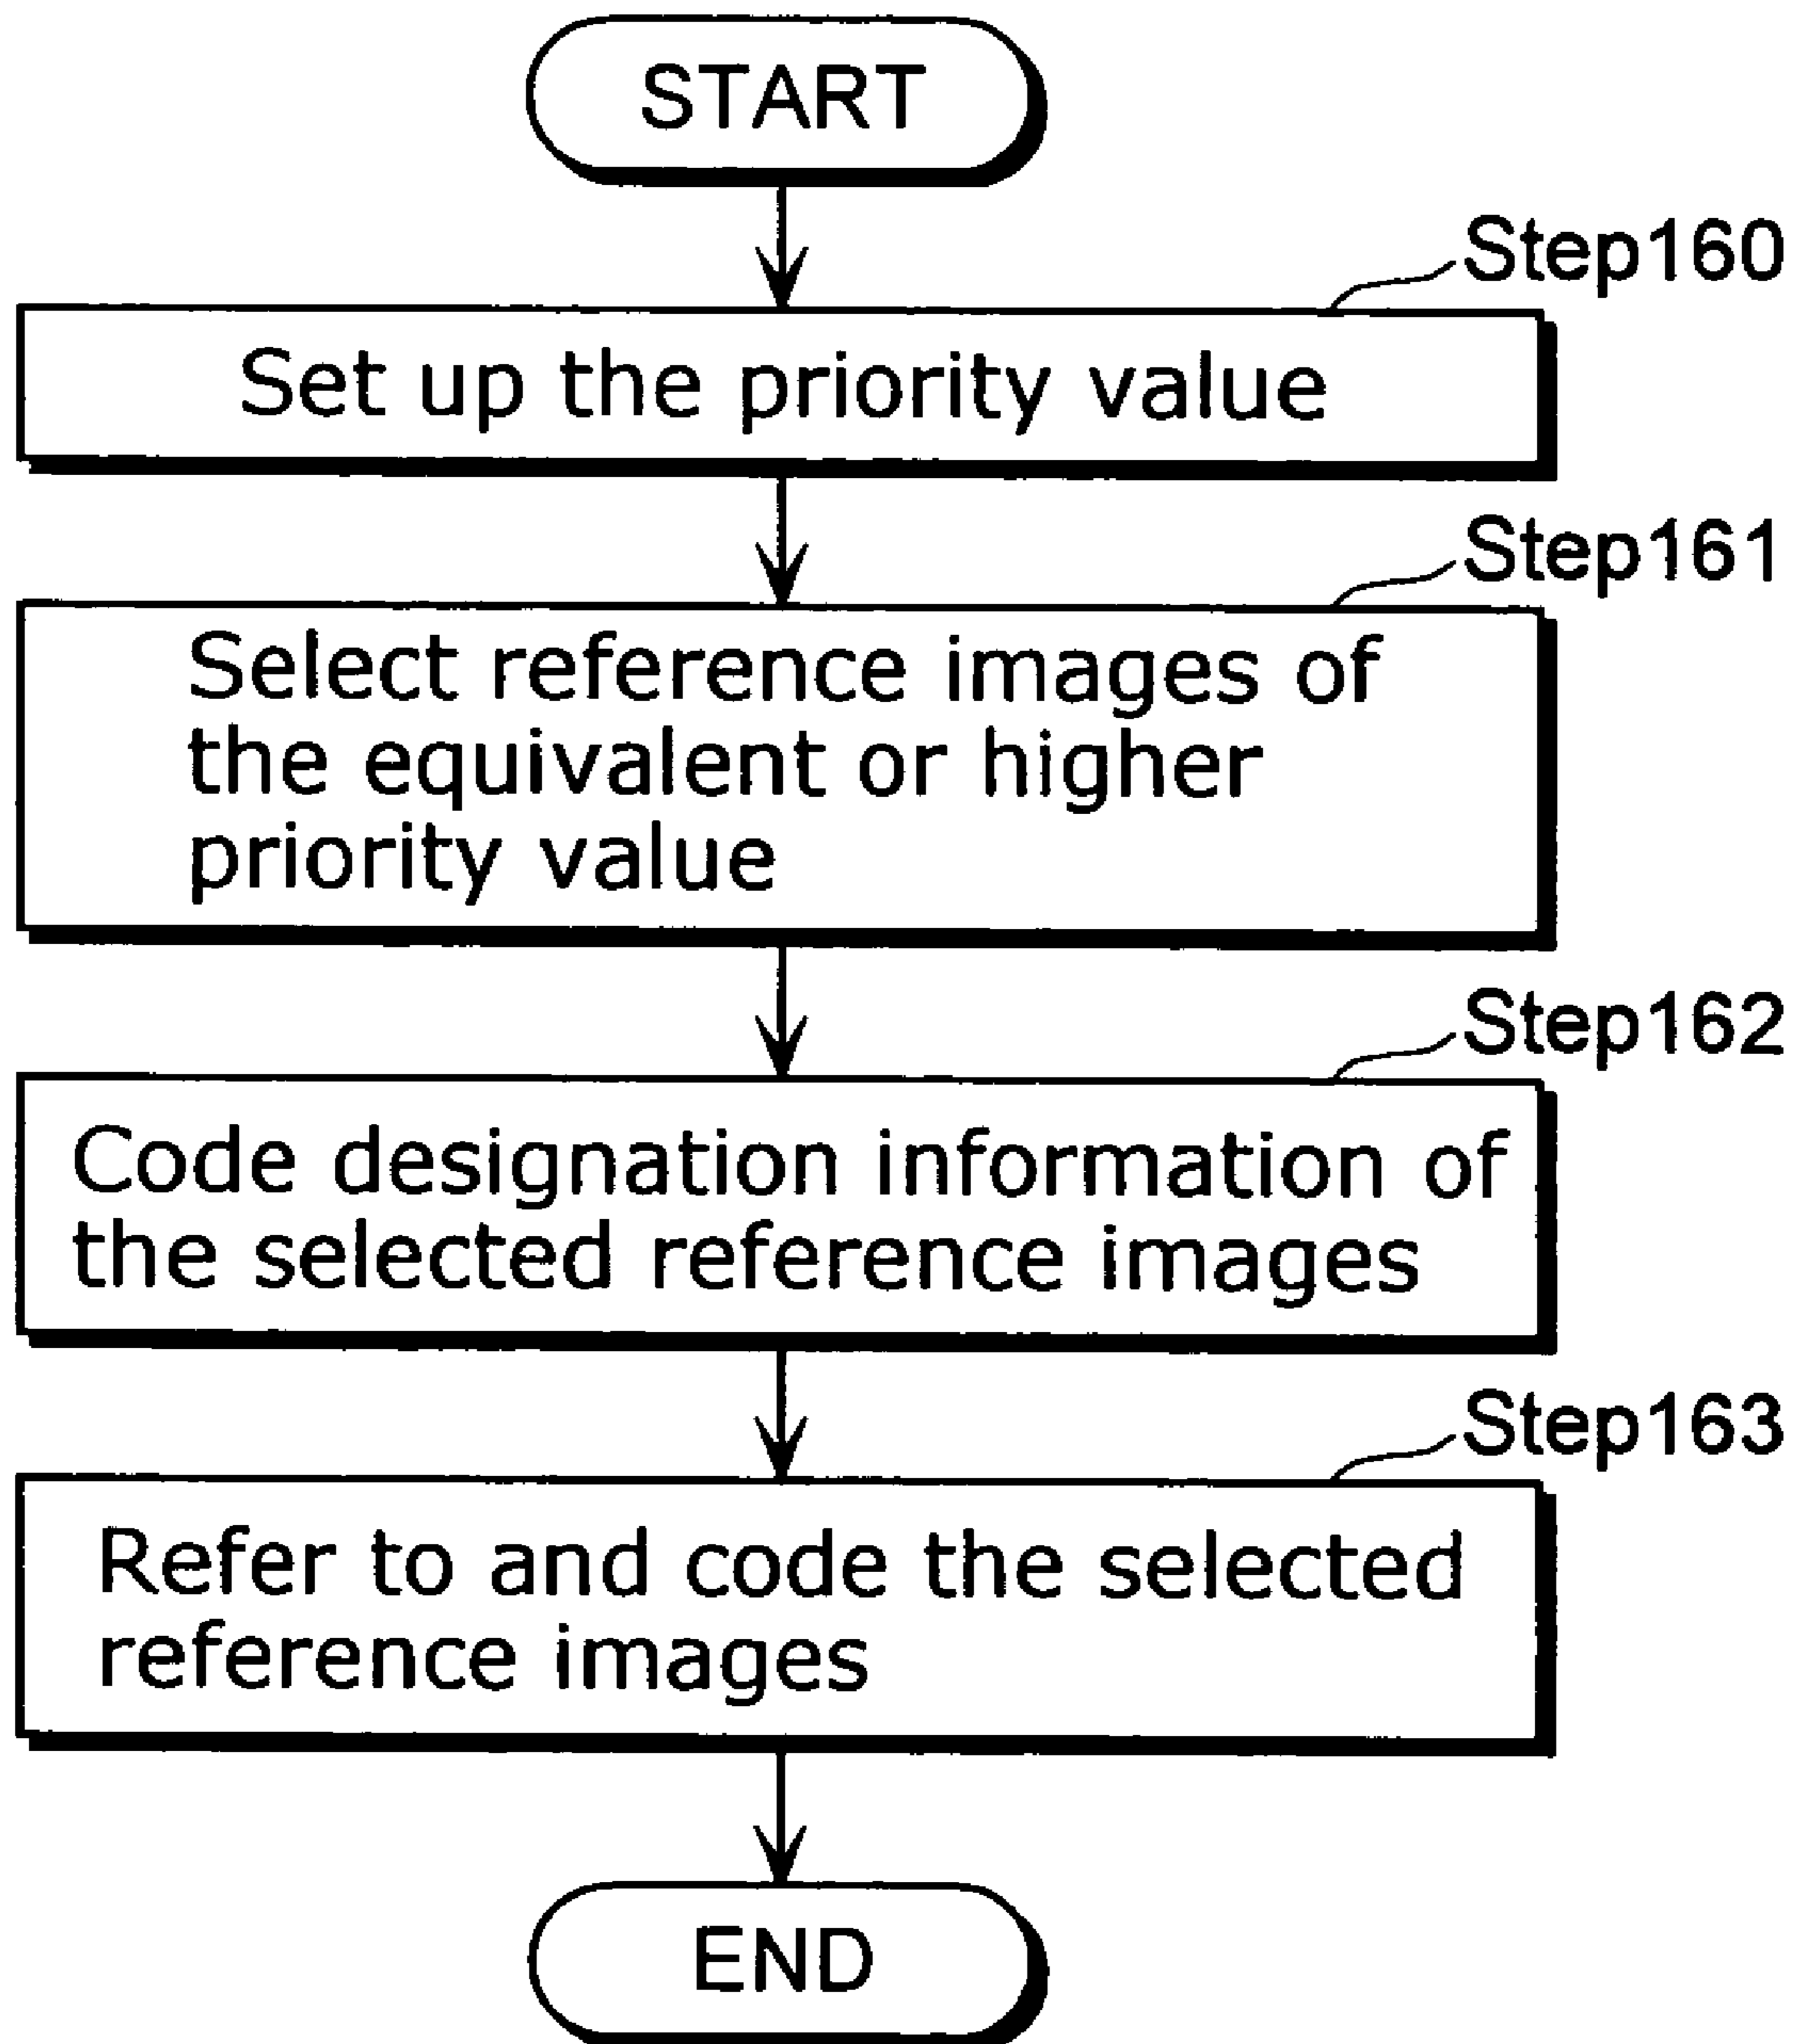 START
Step160
Set up the priority value
Step161
Select reference images of
the equivalent or higher
priority value
Step162
Code designation information of
the selected reference images
Step163
Refer to and code the selected
reference images
END